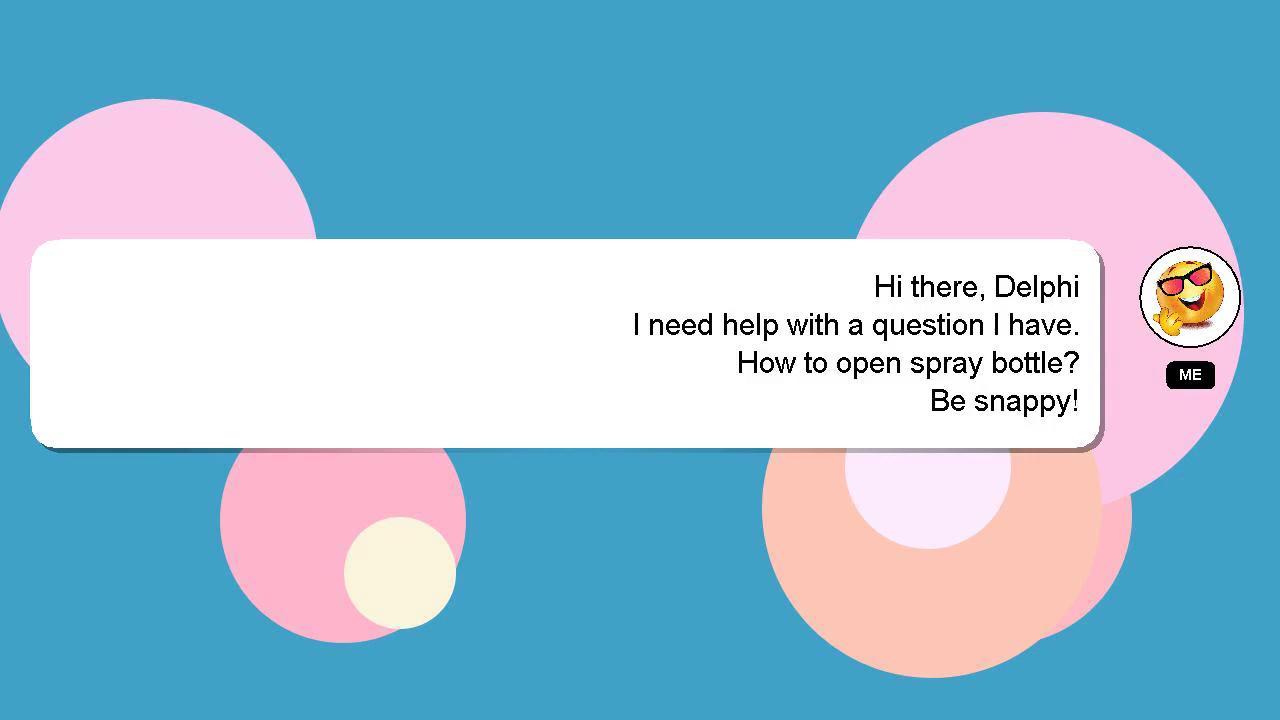 Hi there, Delphi
I need help with a question I have.
How to open spray bottle?
Be snappy!
ME